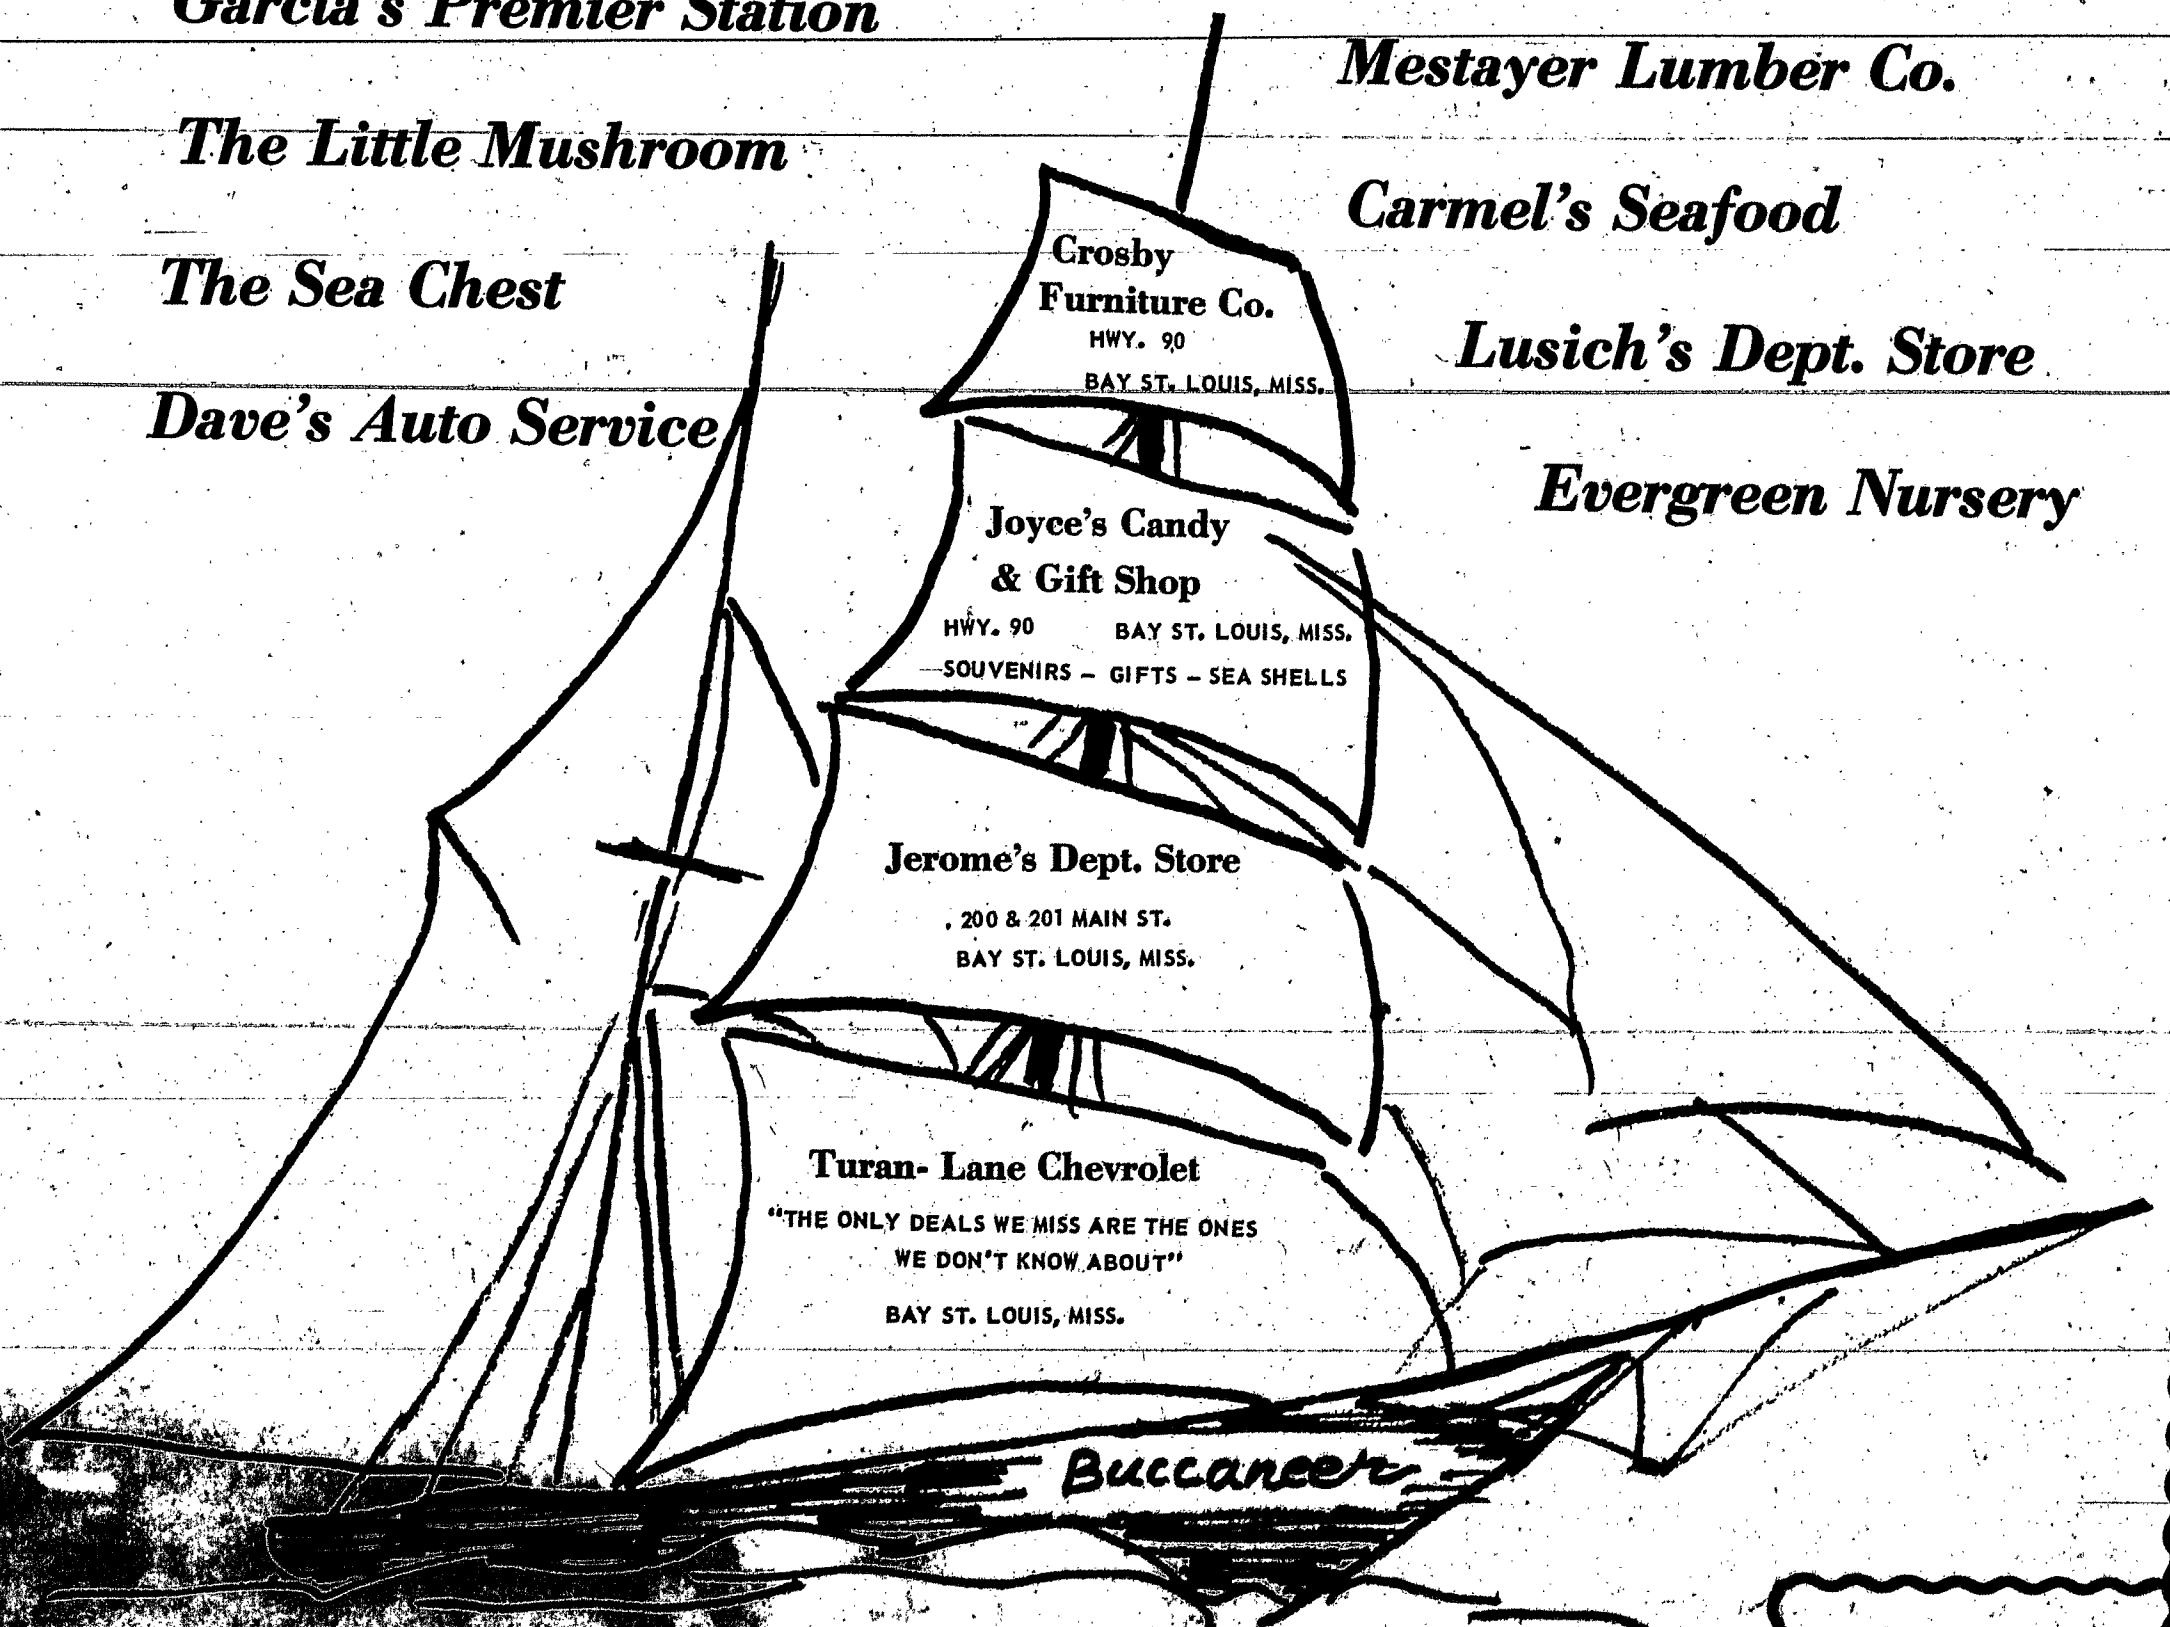 Garcia's Premier Station
The Little Mushroom
The Sea Chest
Dave's Auto Service
Mestayer Lumber Co.
Carmel's Seafood
Lusich's Dept. Store
Evergreen Nursery
Crosby
Furniture Co.
HWY. 90
BAY ST. LOUIS, MISS.
Joyce's Candy
& Gift Shop
HWY. 90 BAY ST. LOUIS, MISS.
SOUVENIRS – GIFTS – SEA SHELLS
Jerome's Dept. Store
200 & 201 MAIN ST.
BAY ST. LOUIS, MISS.
Turan- Lane Chevrolet
"THE ONLY DEALS WE MISS ARE THE ONES
WE DON'T KNOW ABOUT"
BAY ST. LOUIS, MISS.
Buccaneer